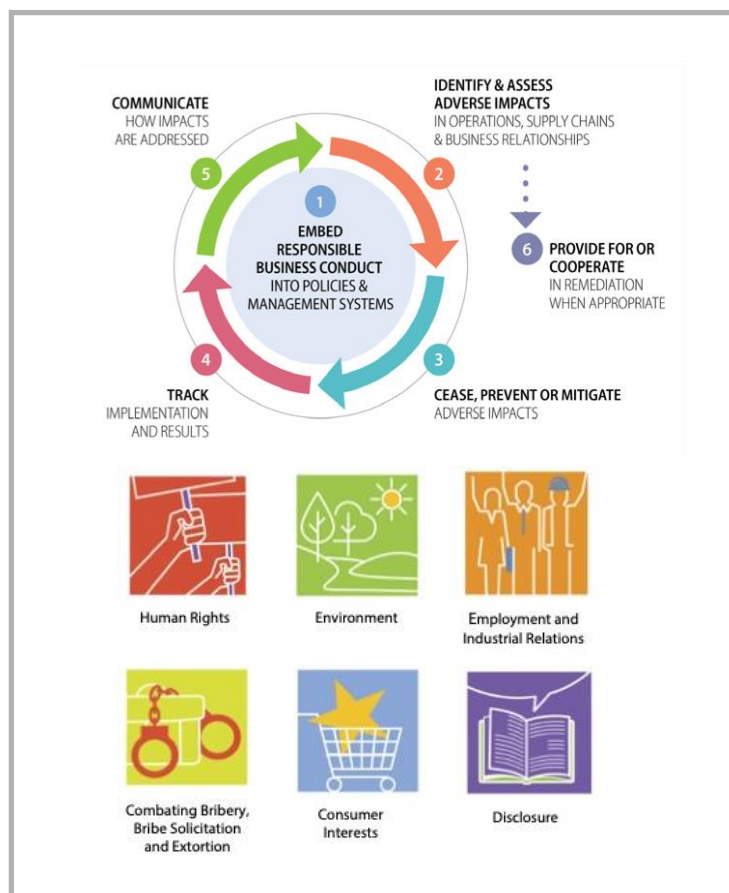 COMMUNICATE
HOW IMPACTS
ARE ADDRESSED
5
IDENTIFY & ASSESS
ADVERSE IMPACTS
IN OPERATIONS, SUPPLY CHAINS
& BUSINESS RELATIONSHIPS
2
1
EMBED
RESPONSIBLE
BUSINESS CONDUCT
INTO POLICIES &
MANAGEMENT SYSTEMS
6
PROVIDE FOR OR
COOPERATE
IN REMEDIATION
WHEN APPROPRIATE
4
TRACK
IMPLEMENTATION
AND RESULTS
3
CEASE, PREVENT OR MITIGATE
ADVERSE IMPACTS
Human Rights
Environment
Employment and
Industrial Relations
Combating Bribery,
Bribe Solicitation
and Extortion
Consumer
Interests
Disclosure